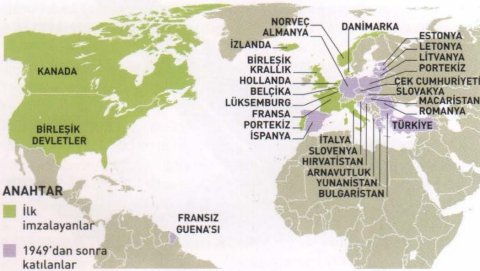 NORVEÇ
ALMANYA
İZLANDA
BİRLEŞİK
KRALLIK
HOLLANDA
BELÇİKA
LÜKSEMBURG
FRANSA
PORTEKİZ
İSPANYA
DANİMARKA
ESTONYA
LETONYA
LİTVANYA
PORTEKİZ
ÇEK CUMHURİYETİ
SLOVAKYA
MACARİSTAN
ROMANYA
TÜRKİYE
İTALYA
SLOVENYA
HIRVATİSTAN
ARNAVUTLUK
YUNANİSTAN
BULGARİSTAN
KANADA
BİRLEŞİK
DEVLETLER
FRANSIZ
GUENA'SI
ANAHTAR
İlk
imzalayanlar
1949'dan sonra
katılanlar